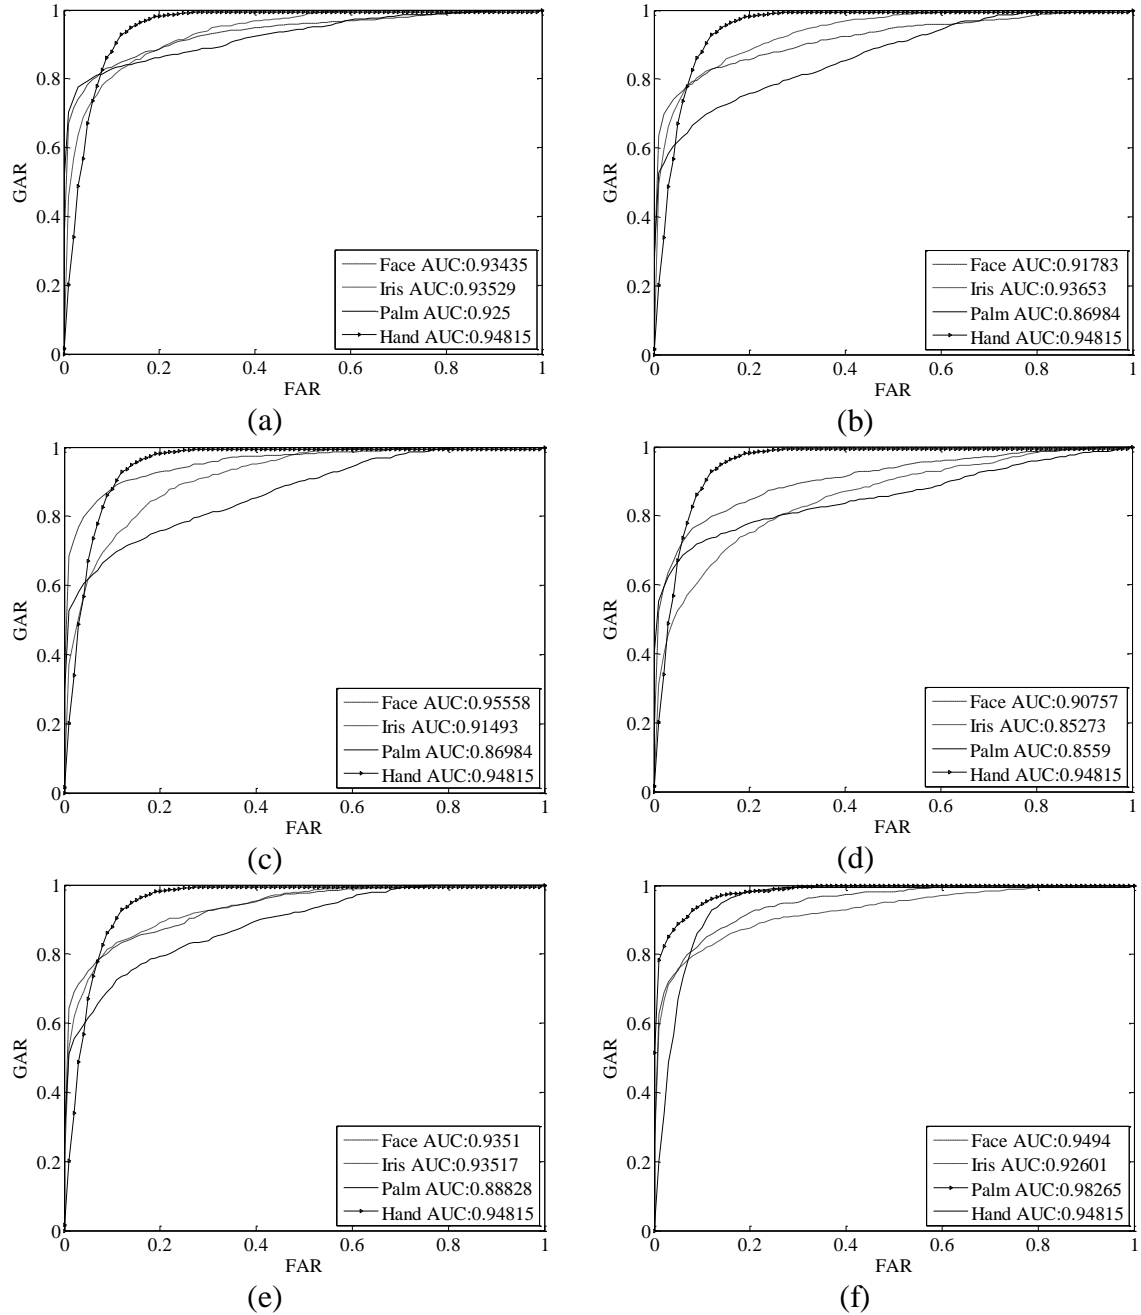 1
0.8
0.6
0.4
0.2
0
0 0.2 0.4 0.6 0.8 1
GAR
FAR
Face AUC:0.93435
Iris AUC:0.93529
Palm AUC:0.925
Hand AUC:0.94815
(a)
1
0.8
0.6
0.4
0.2
0
0 0.2 0.4 0.6 0.8 1
GAR
FAR
Face AUC:0.91783
Iris AUC:0.93653
Palm AUC:0.86984
Hand AUC:0.94815
(b)
1
0.8
0.6
0.4
0.2
0
0 0.2 0.4 0.6 0.8 1
GAR
FAR
Face AUC:0.95558
Iris AUC:0.91493
Palm AUC:0.86984
Hand AUC:0.94815
(c)
1
0.8
0.6
0.4
0.2
0
0 0.2 0.4 0.6 0.8 1
GAR
FAR
Face AUC:0.90757
Iris AUC:0.85273
Palm AUC:0.8559
Hand AUC:0.94815
(d)
1
0.8
0.6
0.4
0.2
0
0 0.2 0.4 0.6 0.8 1
GAR
FAR
Face AUC:0.9351
Iris AUC:0.93517
Palm AUC:0.88828
Hand AUC:0.94815
(e)
1
0.8
0.6
0.4
0.2
0
0 0.2 0.4 0.6 0.8 1
GAR
FAR
Face AUC:0.9494
Iris AUC:0.92601
Palm AUC:0.98265
Hand AUC:0.94815
(f)